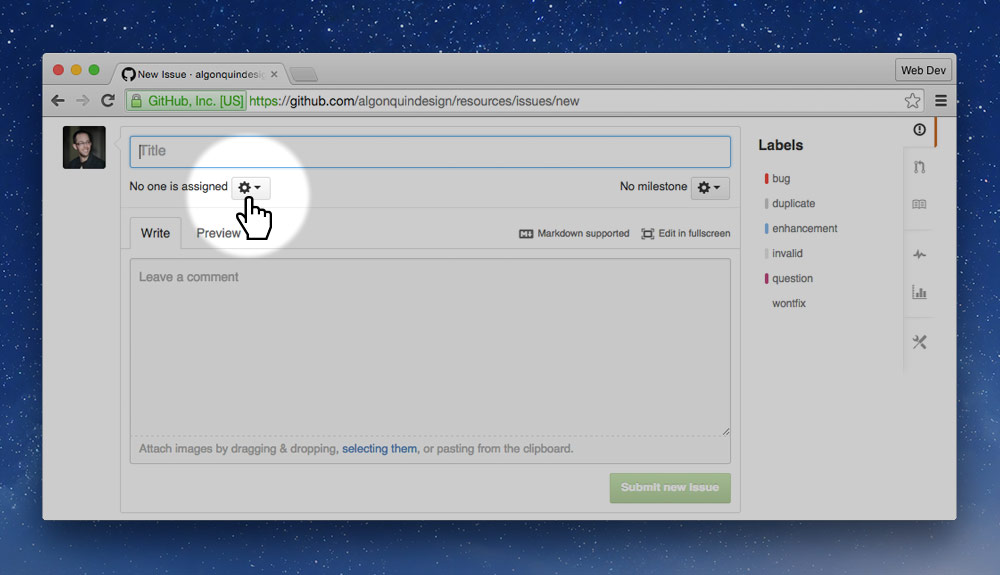 New Issue · algonquindesig
Web Dev
GitHub, Inc. [US] https://github.com/algonquindesign/resources/issues/new
Title
No one is assigned
No milestone
Write Preview
Markdown supported
Edit in fullscreen
Leave a comment
Attach images by dragging & dropping, selecting them, or pasting from the clipboard.
Submit new issue
Labels
bug
duplicate
enhancement
invalid
question
wontfix